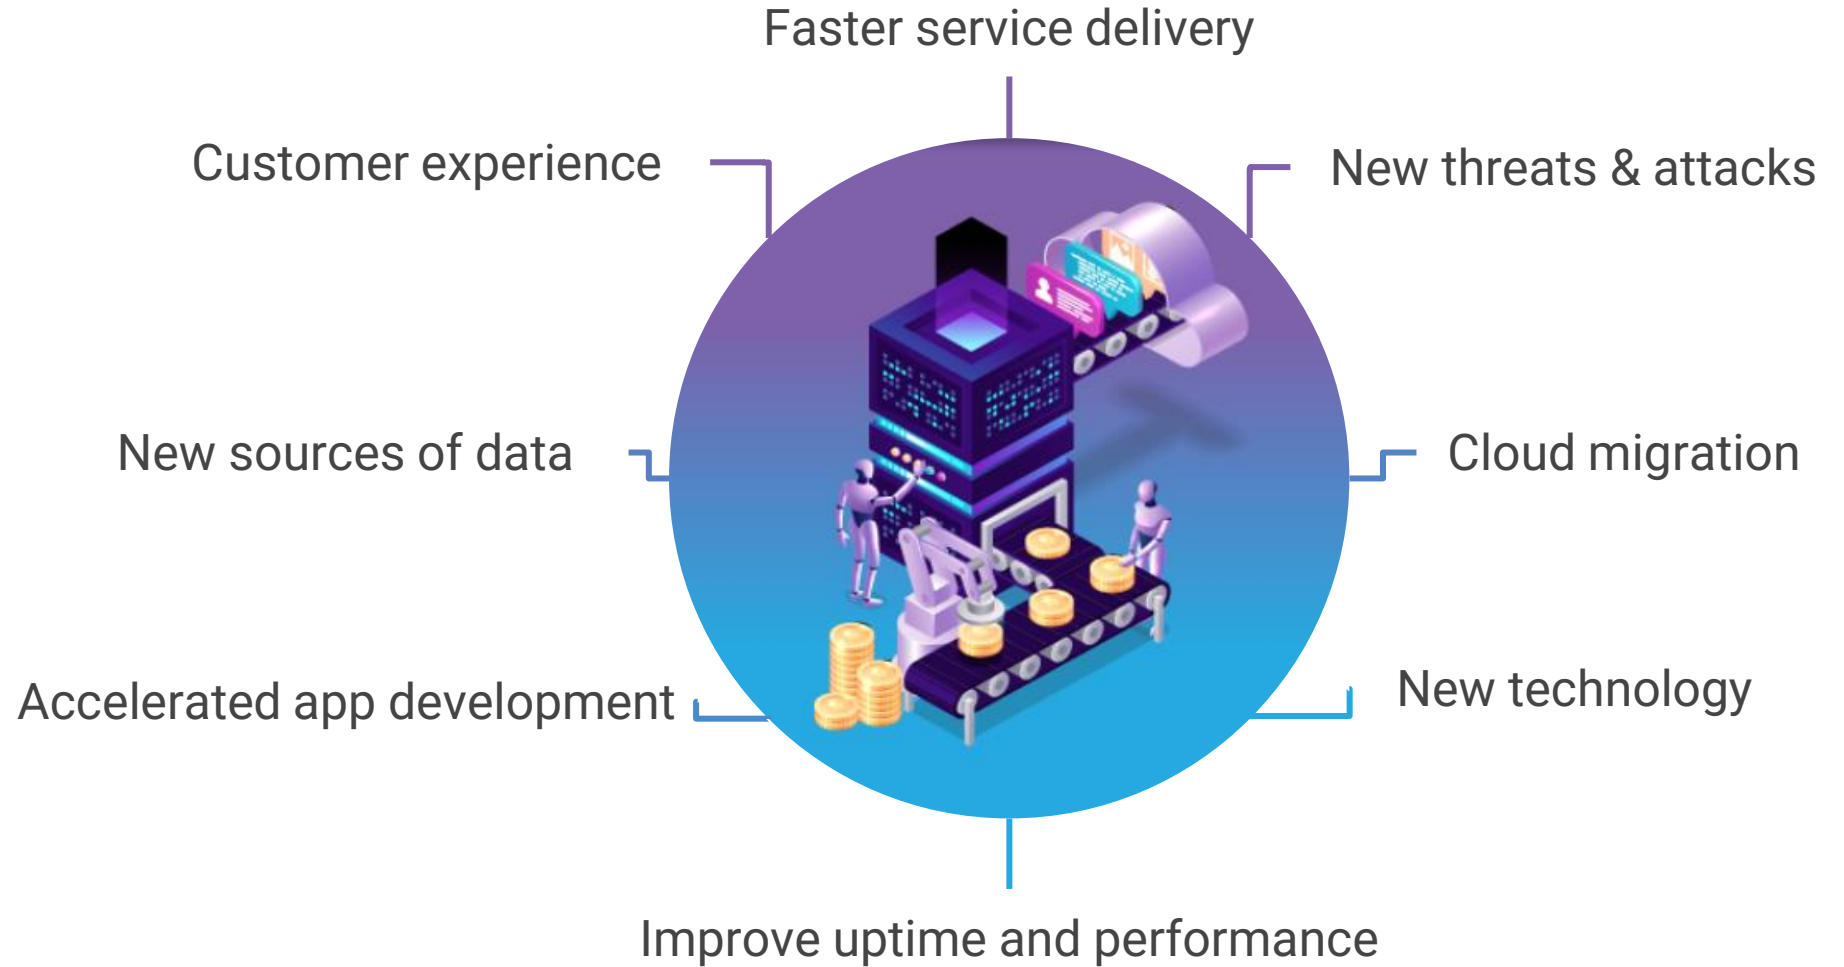 Faster service delivery
Customer experience
New threats & attacks
New sources of data
Cloud migration
Accelerated app development
New technology
Improve uptime and performance